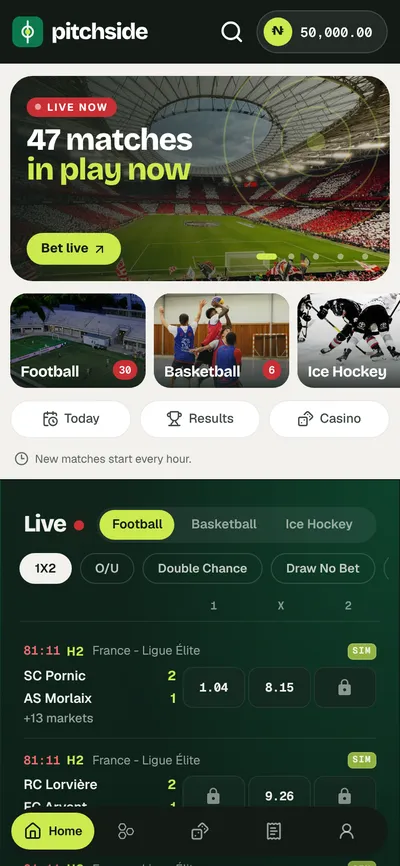 pitchside
₦ 50,000.00
LIVE NOW
47 matches
in play now
Bet live
Football 30
Basketball 6
Ice Hockey
Today
Results
Casino
New matches start every hour.
Live
Football
Basketball
Ice Hockey
1X2
O/U
Double Chance
Draw No Bet
1 X 2
81:11 H2 France - Ligue Élite SIM
SC Pornic 2
1.04 8.15
AS Morlaix 1
+13 markets
81:11 H2 France - Ligue Élite SIM
RC Lorvière 2
9.26
Home